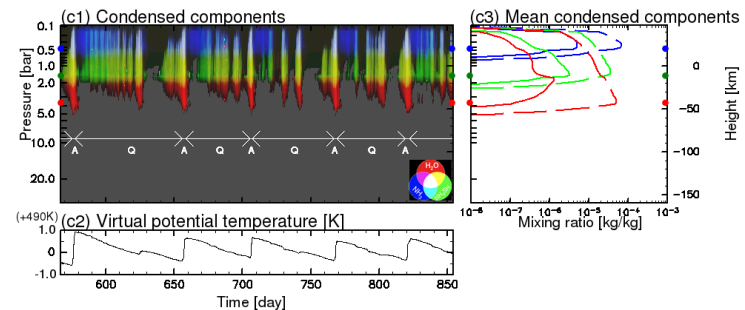 (c1) Condensed components
(c3) Mean condensed components
Pressure [bar]
0.1
0.5
1.0
2.0
5.0
10.0
20.0
A Q A Q A Q A Q A
H₂O
NH₃
0
-50
-100
-150
Height [km]
10⁻⁸ 10⁻⁷ 10⁻⁶ 10⁻⁵ 10⁻⁴ 10⁻³
Mixing ratio [kg/kg]
(+490K)
(c2) Virtual potential temperature [K]
1.0
0
-1.0
600 650 700 750 800 850
Time [day]